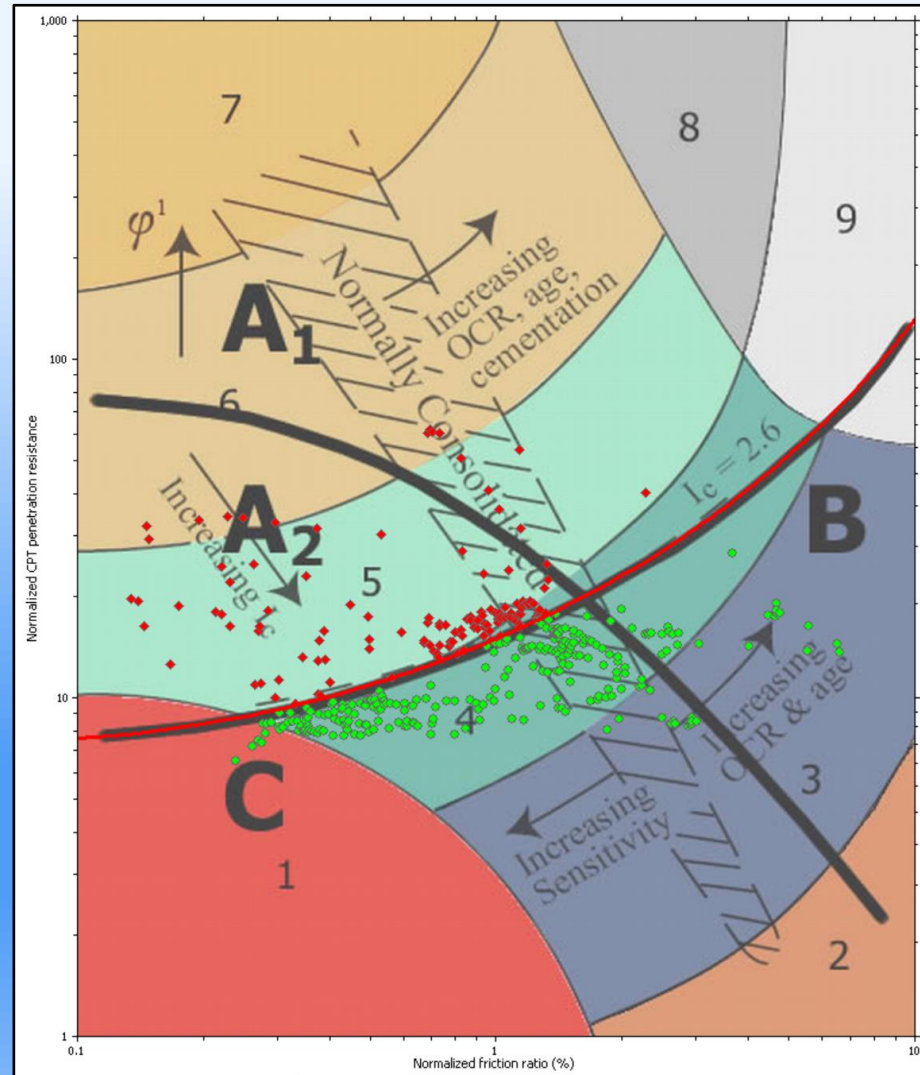 1,000
7
8
9
φ¹
Normally Consolidated
Increasing
OCR, age,
cementation
A₁
100
6
Increasing Ic
A₂
5
Ic = 2.6
B
Normalized CPT penetration resistance
10
4
C
Increasing
OCR & age
3
Increasing
Sensitivity
1
2
1
0.1
1
10
Normalized friction ratio (%)